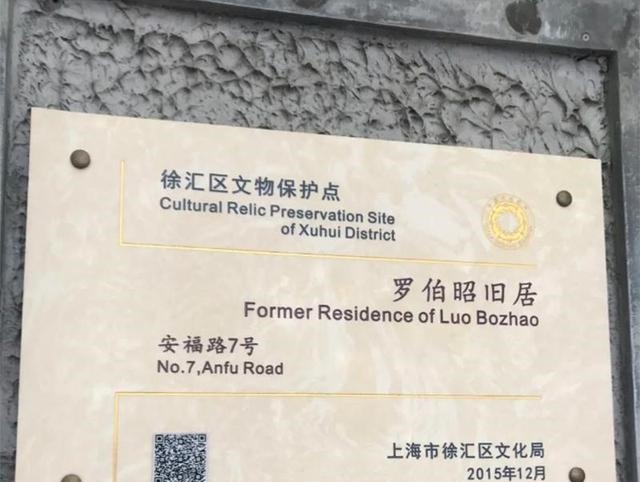 徐汇区文物保护点
Cultural Relic Preservation Site
of Xuhui District
罗伯昭旧居
Former Residence of Luo Bozhao
安福路7号
No.7,Anfu Road
上海市徐汇区文化局
2015年12月